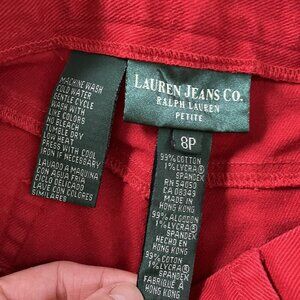 MACHINE WASH
COLD WATER
GENTLE CYCLE
WASH WITH
LIKE COLORS
NO BLEACH
TUMBLE DRY
LOW HEAT
PRESS WITH COOL
IRON IF NECESSARY
LAVADO A MAQUINA
CON AGUA FRIA
CICLO DELICADO
LAVE CON COLORES
SIMILARES
LAUREN JEANS CO.
RALPH LAUREN
PETITE
8P
99% COTTON
1% LYCRA®
SPANDEX
RN 54050
CA 08349
MADE IN
HONG KONG
99% ALGODON
1% LYCRA®
SPANDEX
HECHO EN
HONG KONG
99% COTON
1% LYCRA®
SPANDEX
FABRIQUE A
HONG KONG